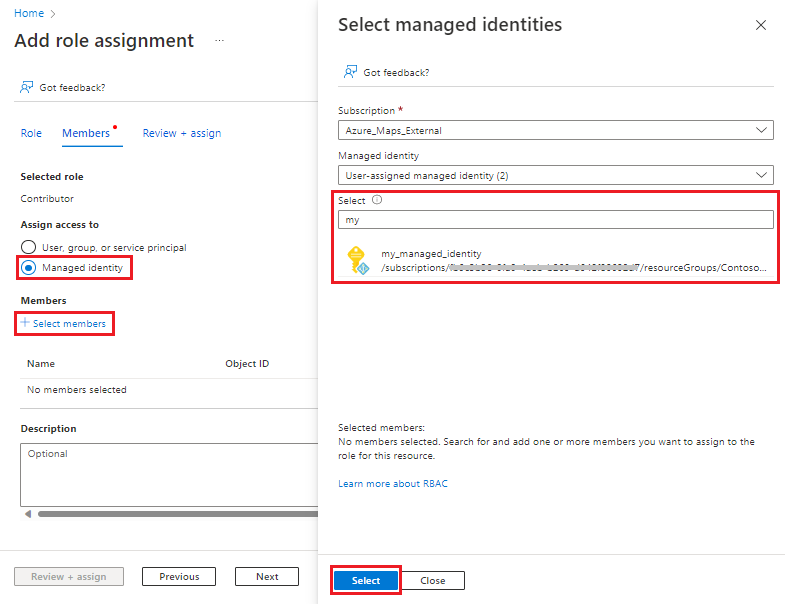 Home
Add role assignment
...
Got feedback?
Role
Members
Review + assign
Selected role
Contributor
Assign access to
User, group, or service principal
Managed identity
Members
+ Select members
Name
Object ID
No members selected
Description
Optional
Review + assign
Previous
Next
Select managed identities
Got feedback?
Subscription *
Azure_Maps_External
Managed identity
User-assigned managed identity (2)
Select
my
my_managed_identity
/subscriptions/ /resourceGroups/Contoso...
Selected members:
No members selected. Search for and add one or more members you want to assign to the
role for this resource.
Learn more about RBAC
Select
Close